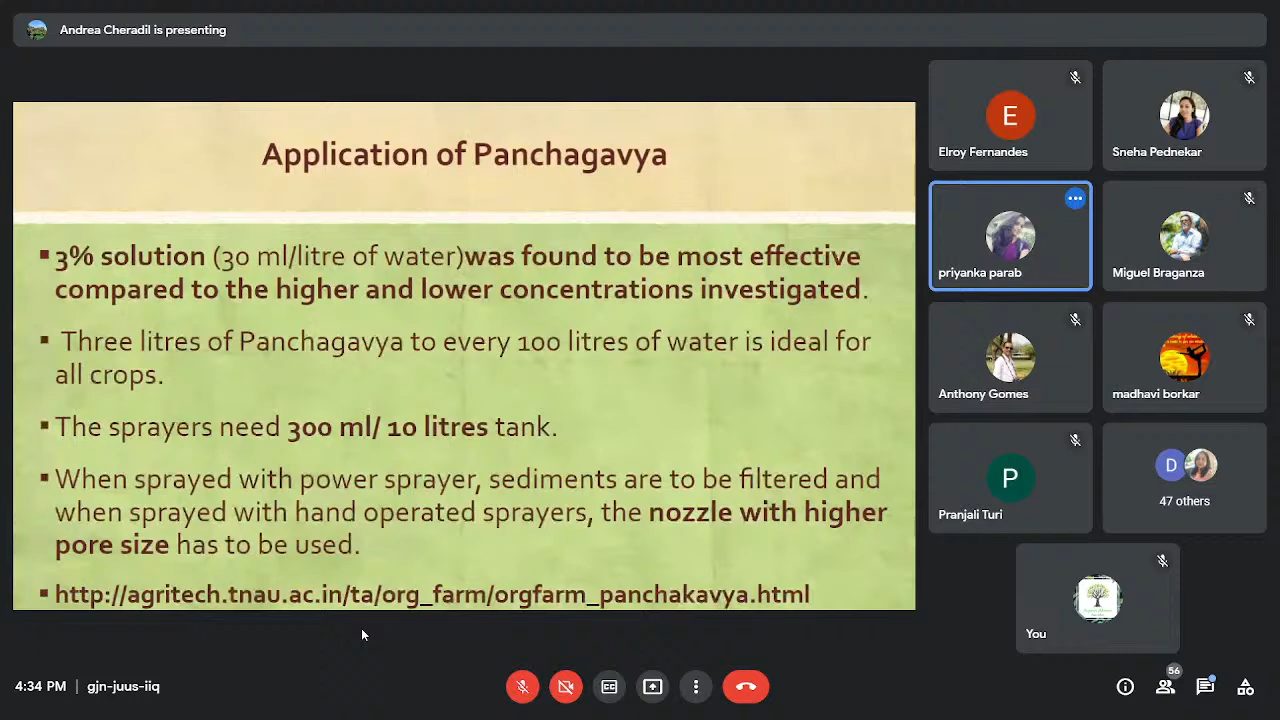 Andrea Cheradil is presenting
Application of Panchagavya
▪ 3% solution (30 ml/litre of water)was found to be most effective
compared to the higher and lower concentrations investigated.
▪ Three litres of Panchagavya to every 100 litres of water is ideal for
all crops.
▪ The sprayers need 300 ml/ 10 litres tank.
▪ When sprayed with power sprayer, sediments are to be filtered and
when sprayed with hand operated sprayers, the nozzle with higher
pore size has to be used.
▪ http://agritech.tnau.ac.in/ta/org_farm/orgfarm_panchakavya.html
E
Elroy Fernandes
Sneha Pednekar
priyanka parab
Miguel Braganza
Anthony Gomes
madhavi borkar
P
Pranjali Turi
D
47 others
You
4:34 PM | gjn-juus-iiq
CC
56